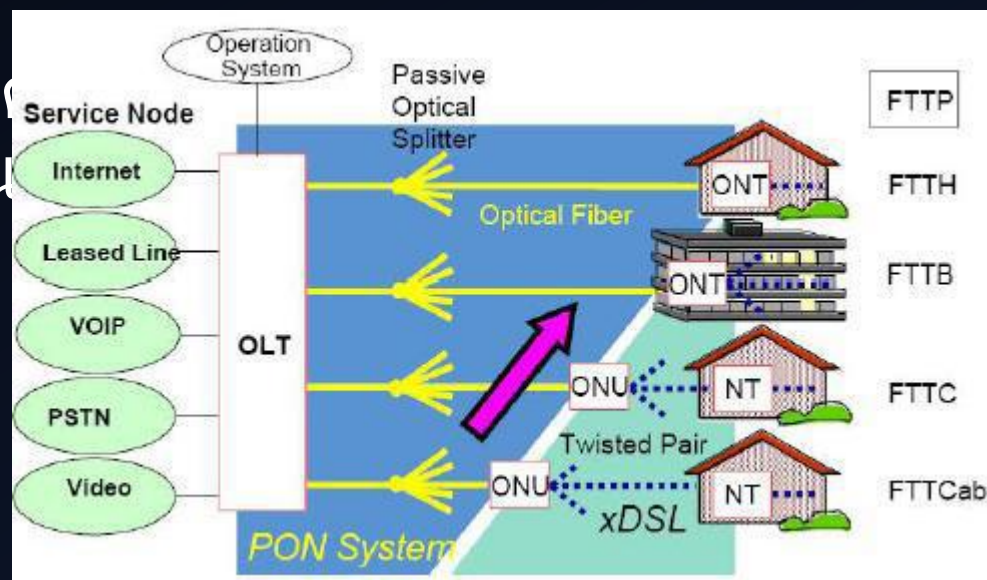 Operation
System
Passive
Optical
Splitter
FTTP
Service Node
Internet
ONT
FTTH
Optical Fiber
Leased Line
ONT
FTTB
VOIP
OLT
ONU
NT
FTTC
PSTN
Twisted Pair
Video
ONU
NT
FTTCab
xDSL
PON System